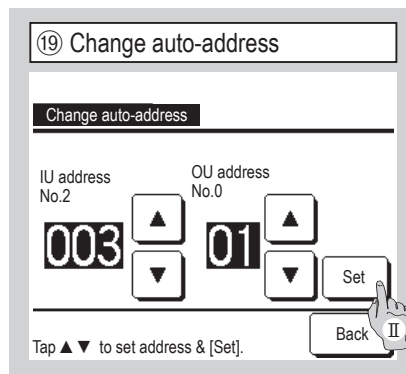 ⑲ Change auto-address
Change auto-address
IU address
No.2
OU address
No.0
003
▲
▼
01
▲
▼
Set
Back
Ⅱ
Tap ▲ ▼ to set address & [Set].